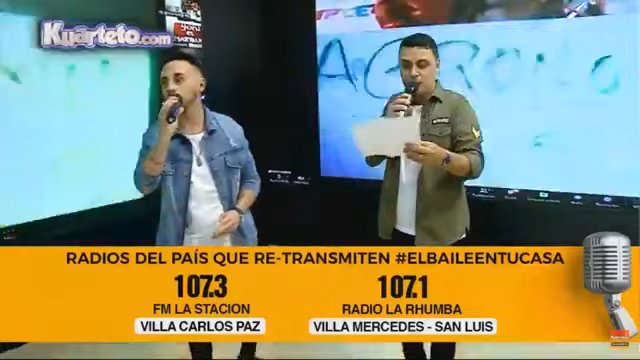 Kuarteto.com
AGRONO
RADIOS DEL PAÍS QUE RE-TRANSMITEN #ELBAILEENTUCASA
107.3
FM LA STACION
VILLA CARLOS PAZ
107.1
RADIO LA RHUMBA
VILLA MERCEDES - SAN LUIS